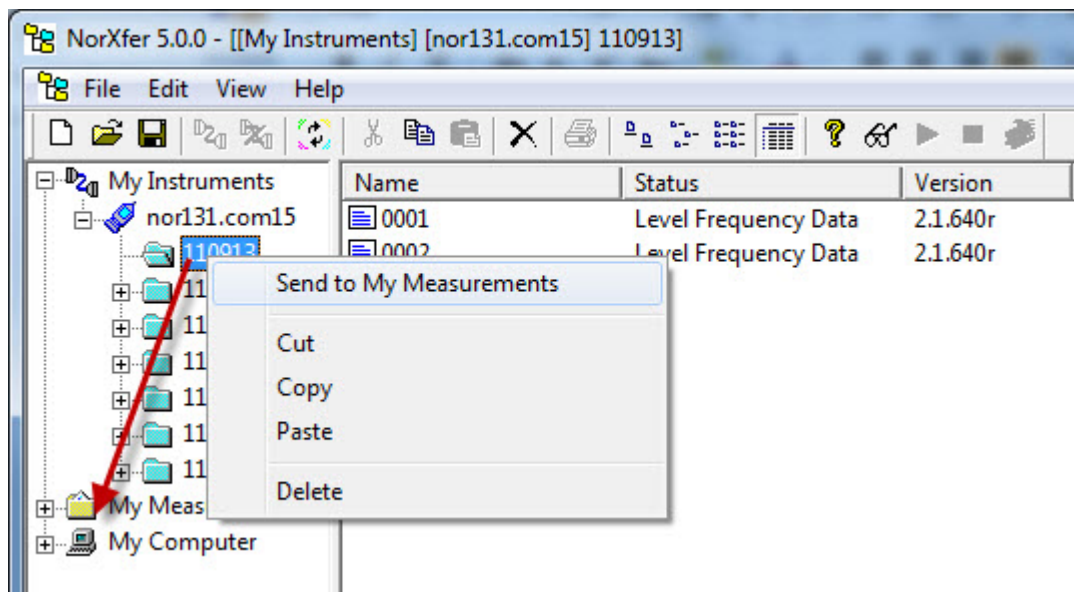 NorXfer 5.0.0 - [[My Instruments] [nor131.com15] 110913]
File Edit View Help
My Instruments
Name Status Version
nor131.com15
0001 Level Frequency Data 2.1.640r
110913
0002 Level Frequency Data 2.1.640r
Send to My Measurements
11
11
Cut
11
Copy
11
Paste
11
11
Delete
My Meas
My Computer